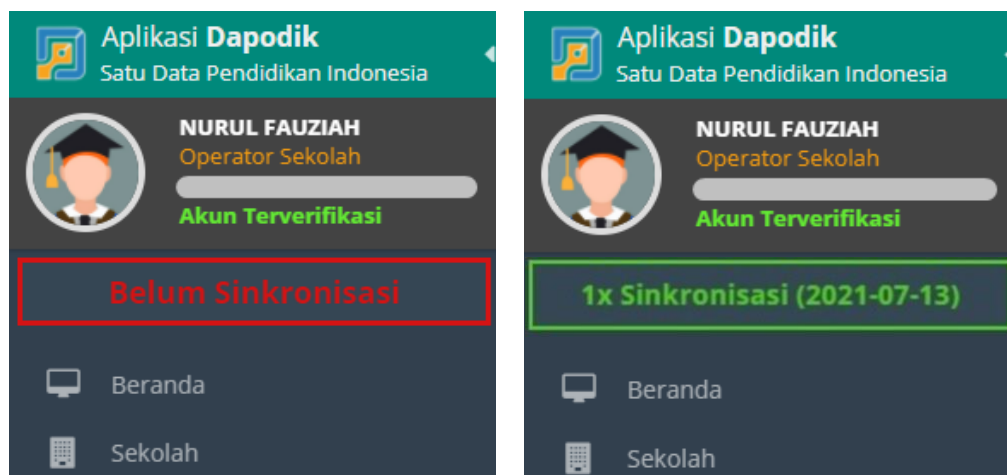 Aplikasi Dapodik
Satu Data Pendidikan Indonesia
NURUL FAUZIAH
Operator Sekolah
Akun Terverifikasi
Belum Sinkronisasi
Beranda
Sekolah
Aplikasi Dapodik
Satu Data Pendidikan Indonesia
NURUL FAUZIAH
Operator Sekolah
Akun Terverifikasi
1x Sinkronisasi (2021-07-13)
Beranda
Sekolah